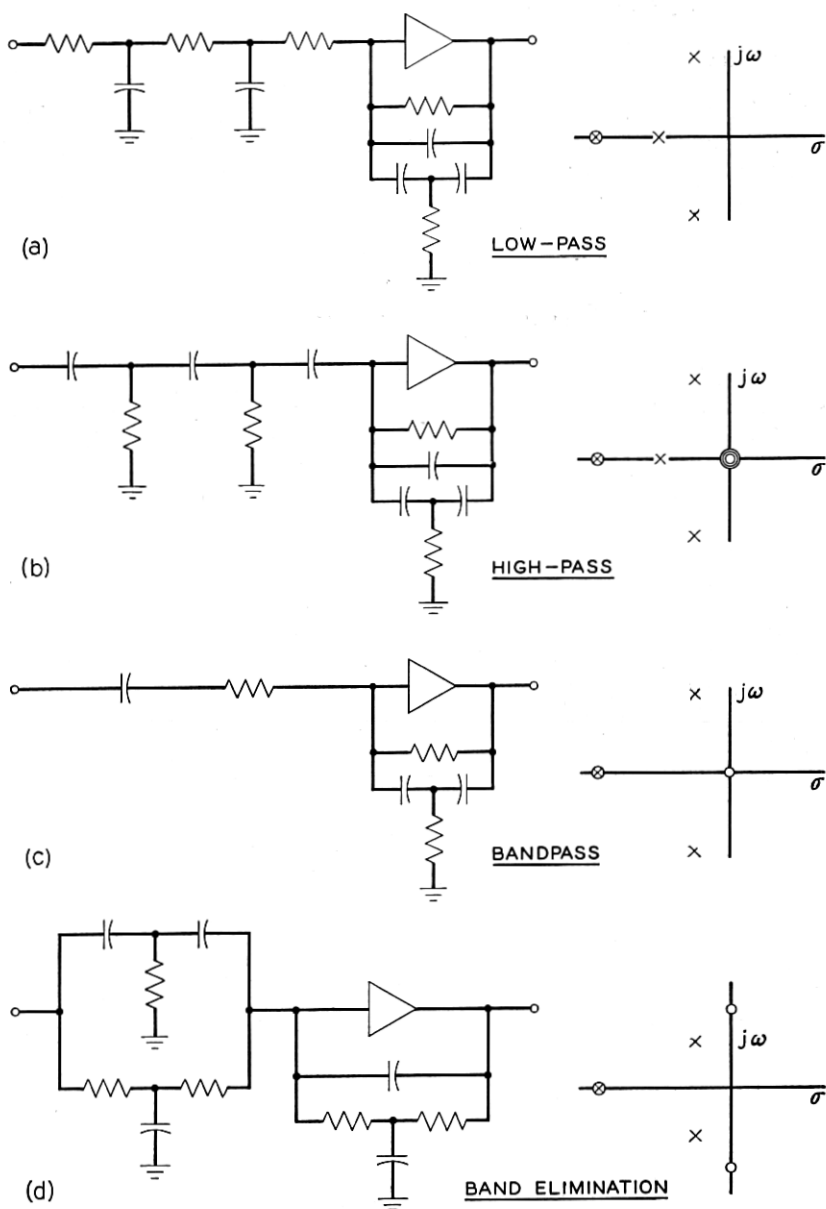 jω
σ
(a)
LOW-PASS
jω
σ
(b)
HIGH-PASS
jω
σ
(c)
BANDPASS
jω
σ
(d)
BAND ELIMINATION